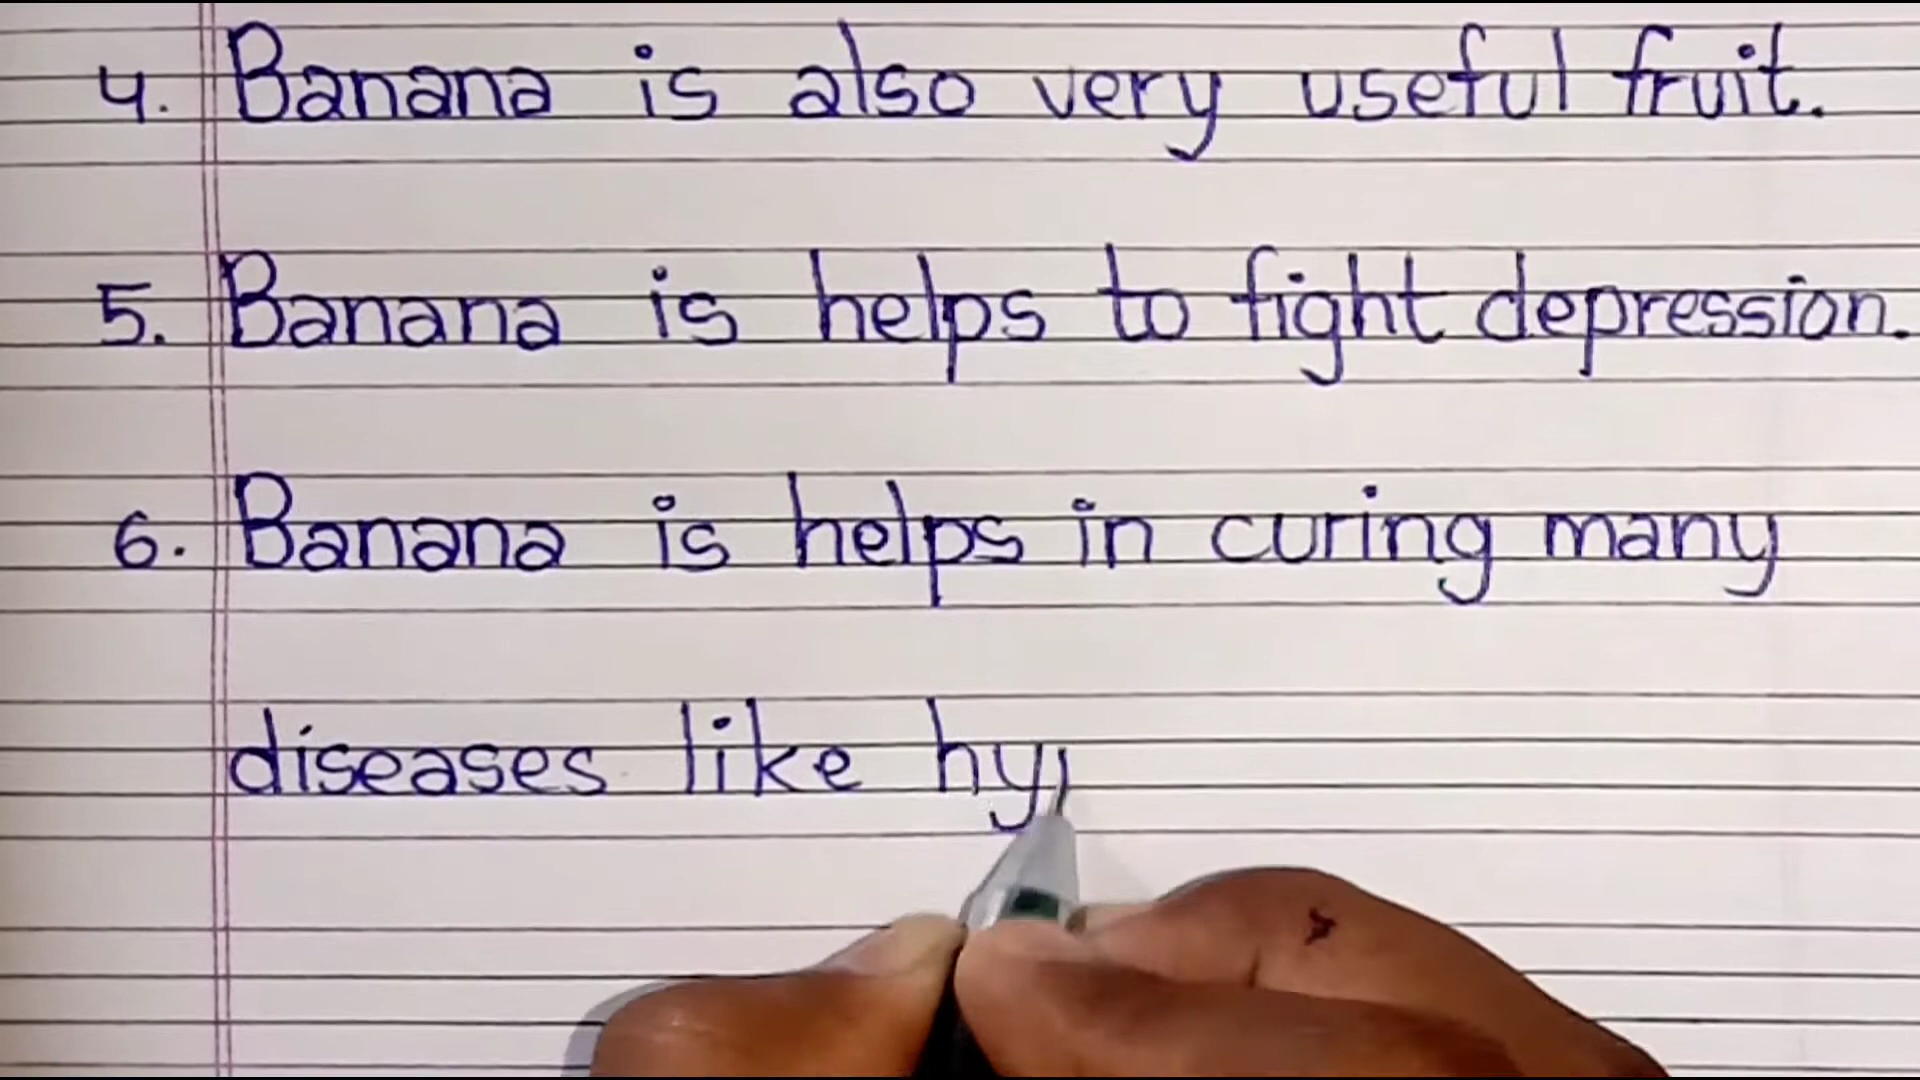 4. Banana is also very useful fruit.
5. Banana is helps to fight depression.
6. Banana is helps in curing many
diseases like hy